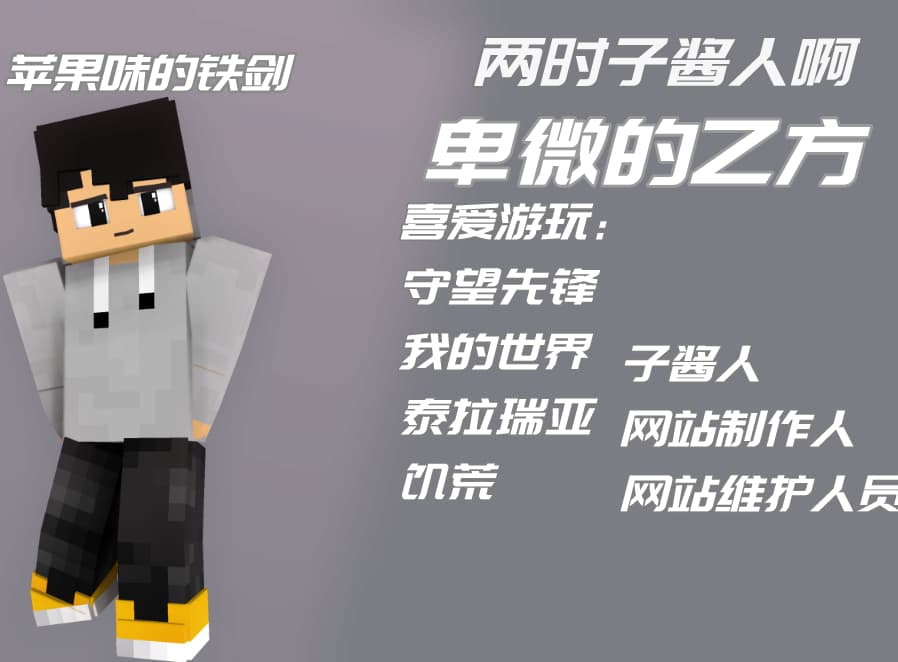 苹果味的铁剑
两时子酱人啊
卑微的乙方
喜爱游玩：
守望先锋
我的世界
泰拉瑞亚
饥荒
子酱人
网站制作人
网站维护人员